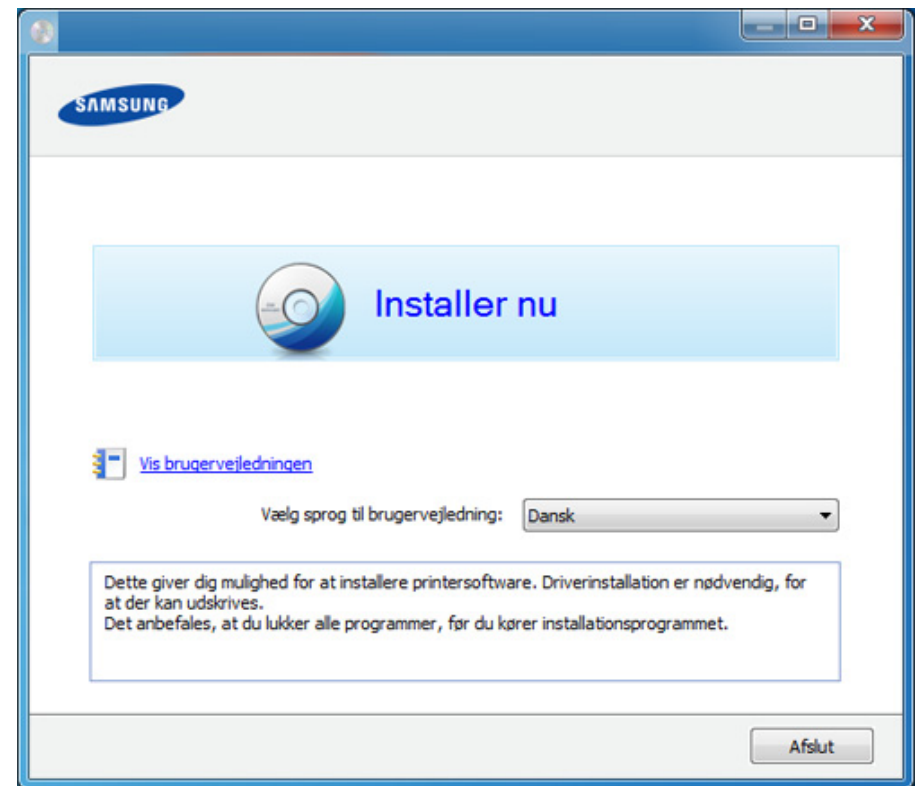 SAMSUNG
Installer nu
Vis brugervejledningen
Vælg sprog til brugervejledning: Dansk
Dette giver dig mulighed for at installere printersoftware. Driverinstallation er nødvendig, for
at der kan udskrives.
Det anbefales, at du lukker alle programmer, før du kører installationsprogrammet.
Afslut